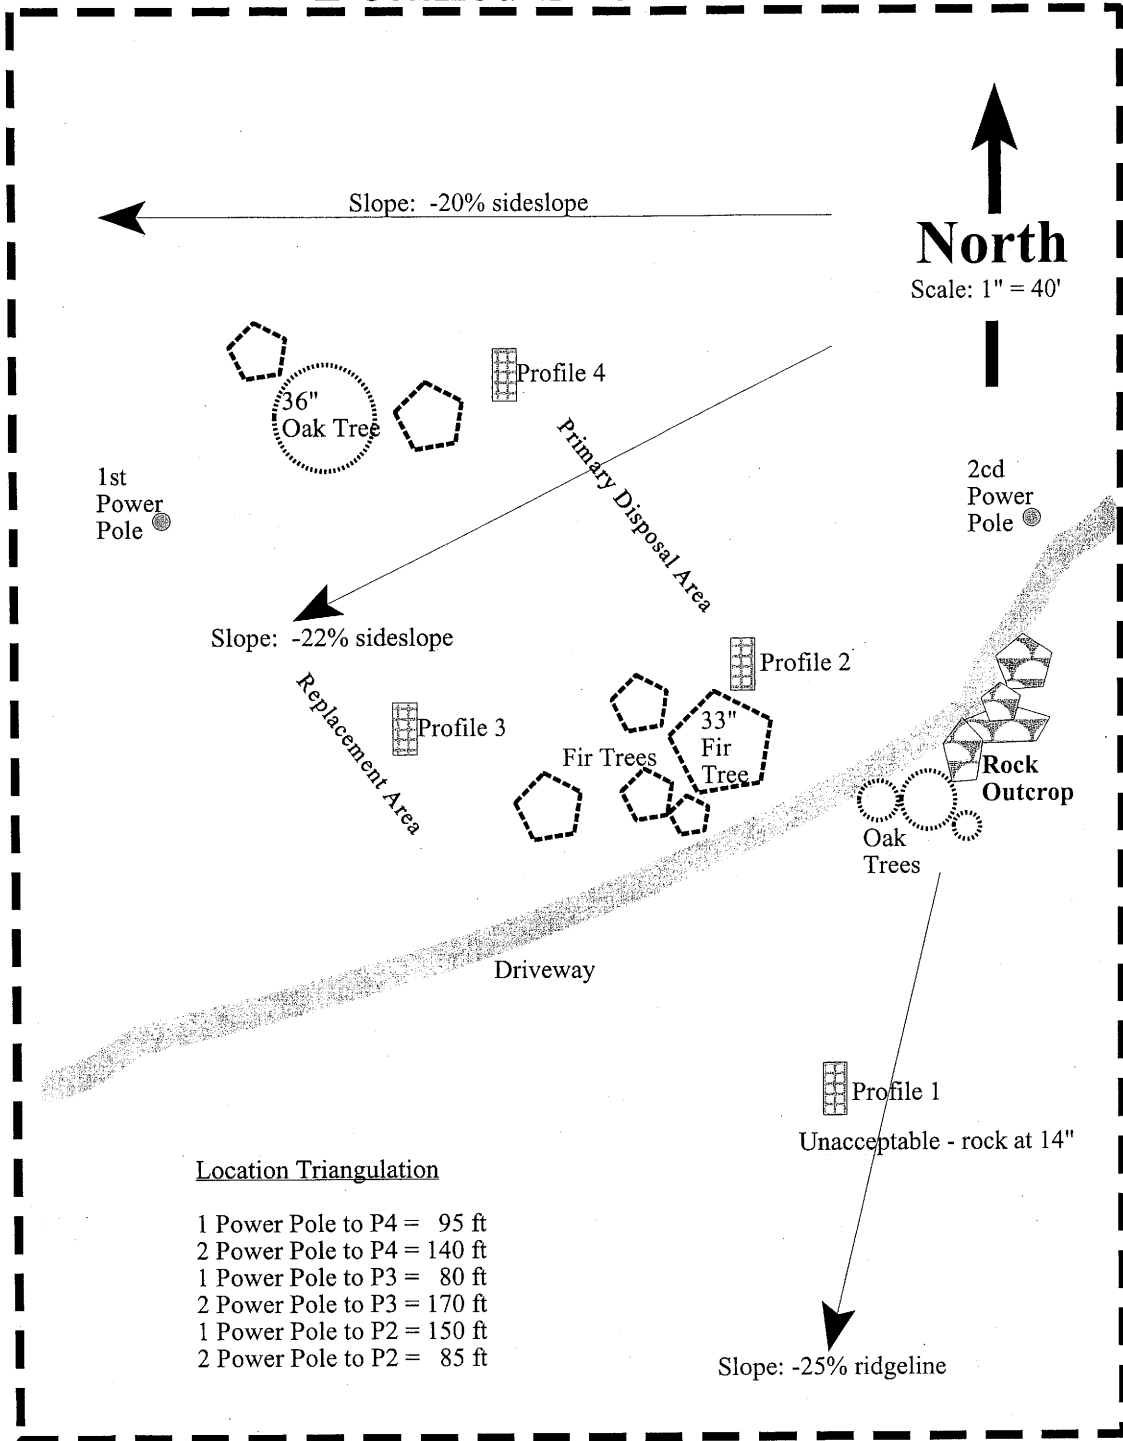 Slope: -20% sideslope
North
Scale: 1" = 40'
Profile 4
36"
Oak Tree
Primary Disposal Area
1st
Power
Pole
2cd
Power
Pole
Slope: -22% sideslope
Profile 2
Replacement Area
Profile 3
33"
Fir
Tree
Fir Trees
Rock
Outcrop
Oak
Trees
Driveway
Profile 1
Unacceptable - rock at 14"
Location Triangulation
1 Power Pole to P4 = 95 ft
2 Power Pole to P4 = 140 ft
1 Power Pole to P3 = 80 ft
2 Power Pole to P3 = 170 ft
1 Power Pole to P2 = 150 ft
2 Power Pole to P2 = 85 ft
Slope: -25% ridgeline